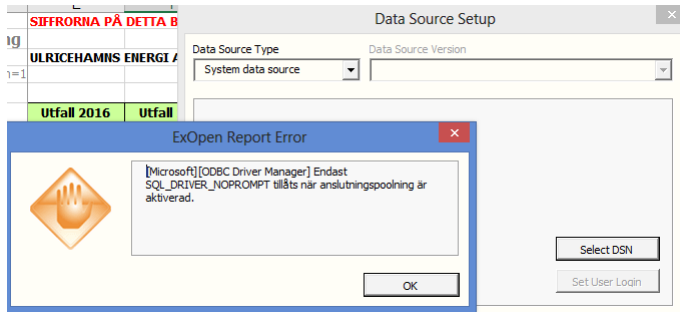 SIFFRORNA PÅ DETTA B
Data Source Setup
ULRICEHAMNS ENERGI A
n=1
Data Source Type
Data Source Version
System data source
Utfall 2016
Utfall
ExOpen Report Error
[Microsoft][ODBC Driver Manager] Endast
SQL_DRIVER_NOPROMPT tillåts när anslutningspoolning är
aktiverad.
OK
Select DSN
Set User Login